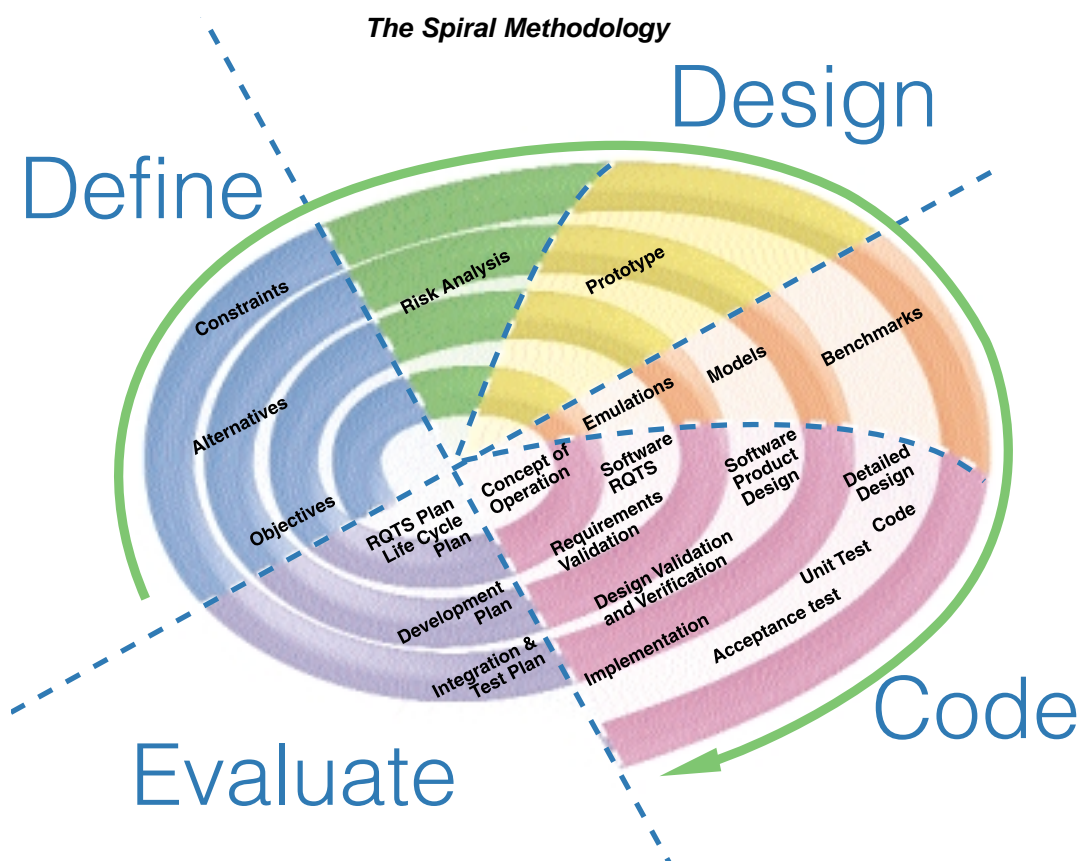 The Spiral Methodology
Design
Define
Constraints
Risk Analysis
Prototype
Benchmarks
Models
Emulations
Alternatives
Objectives
RQTS Plan
Life Cycle
Plan
Concept of
Operation
Software
RQTS
Software
Product
Design
Detailed
Design
Requirements
Validation
Code
Design Validation
and Verification
Unit Test
Development
Plan
Acceptance test
Implementation
Integration &
Test Plan
Code
Evaluate